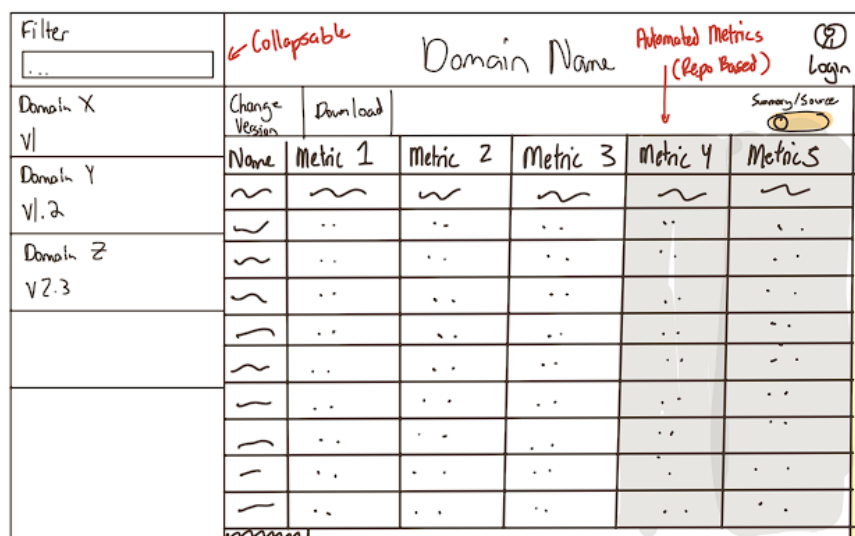 Filter
...
Collapsable
Domain Name
Automated Metrics
(Repo Based)
Login
Domain X
V1
Domain Y
V1.2
Domain Z
V2.3
Change
Version
Download
Summary/Source
Name Metric 1 Metric 2 Metric 3 Metric 4 Metric 5